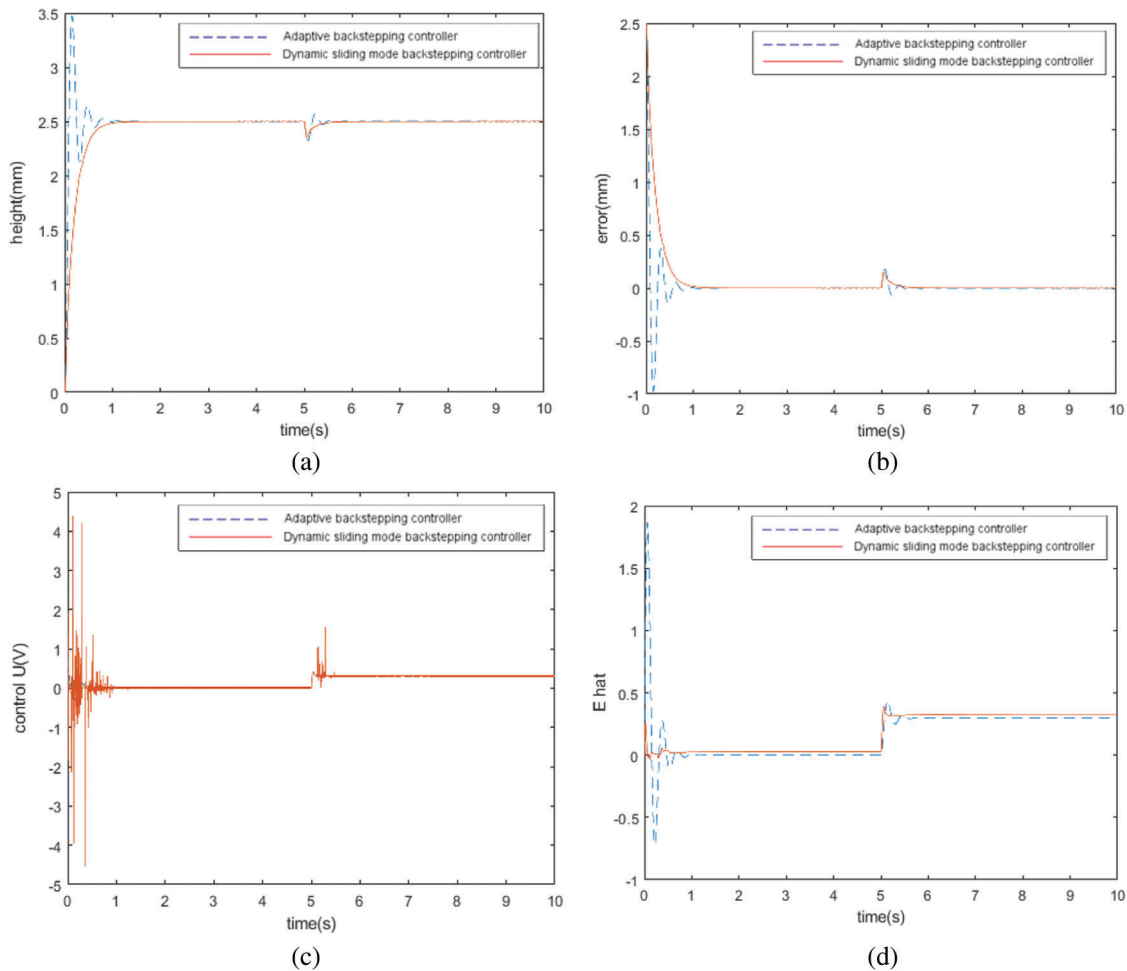 3.5
3
2.5
2
1.5
1
0.5
0
height(mm)
Adaptive backstepping controller
Dynamic sliding mode backstepping controller
0 1 2 3 4 5 6 7 8 9 10
time(s)
(a)
2.5
2
1.5
1
0.5
0
-0.5
-1
error(mm)
Adaptive backstepping controller
Dynamic sliding mode backstepping controller
0 1 2 3 4 5 6 7 8 9 10
time(s)
(b)
5
4
3
2
1
0
-1
-2
-3
-4
-5
control U(V)
Adaptive backstepping controller
Dynamic sliding mode backstepping controller
0 1 2 3 4 5 6 7 8 9 10
time(s)
(c)
2
1.5
1
0.5
0
-0.5
-1
E hat
Adaptive backstepping controller
Dynamic sliding mode backstepping controller
0 1 2 3 4 5 6 7 8 9 10
time(s)
(d)